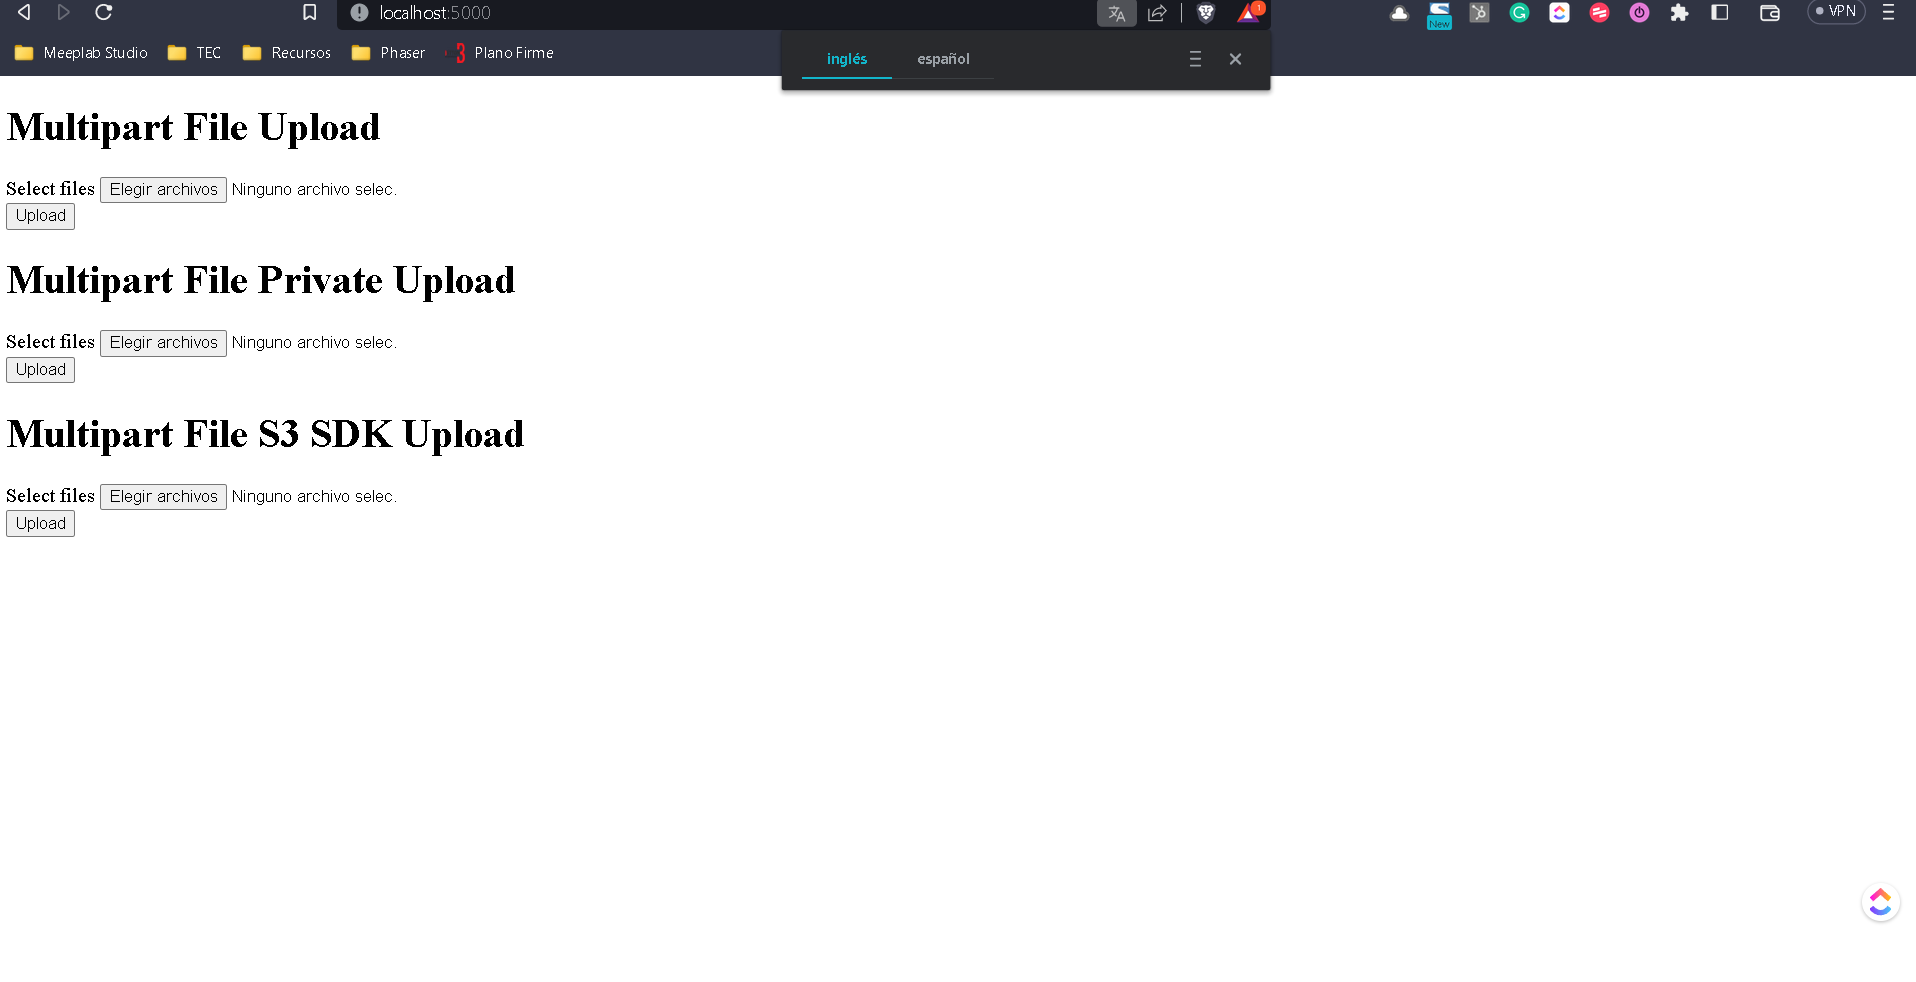 localhost:5000
1
New
VPN
Meeplab Studio TEC Recursos Phaser Plano Firme
inglés español
Multipart File Upload
Select files Elegir archivos Ninguno archivo selec.
Upload
Multipart File Private Upload
Select files Elegir archivos Ninguno archivo selec.
Upload
Multipart File S3 SDK Upload
Select files Elegir archivos Ninguno archivo selec.
Upload